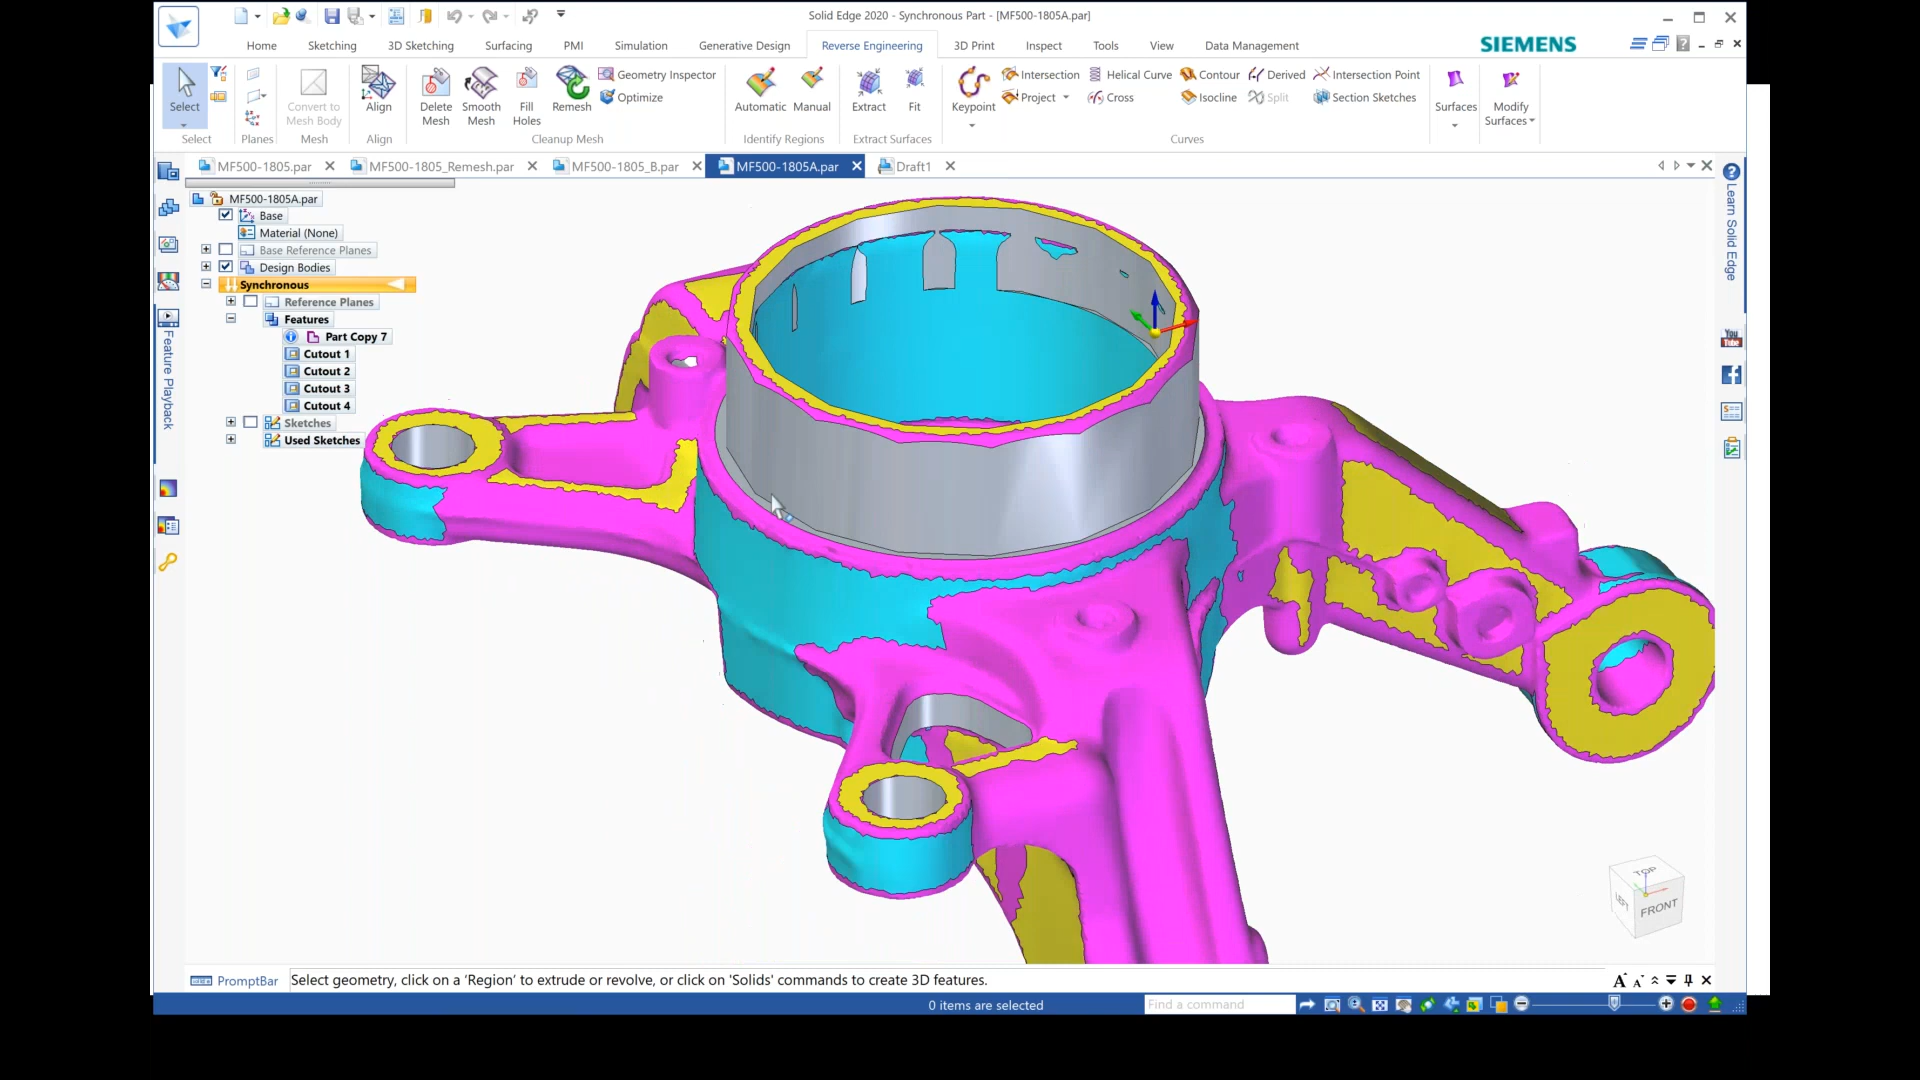 Solid Edge 2020 - Synchronous Part - [MF500-1805A.par]
Home Sketching 3D Sketching Surfacing PMI Simulation Generative Design Reverse Engineering 3D Print Inspect Tools View Data Management
SIEMENS
Select
Convert to Mesh Body
Align
Delete Mesh
Smooth Mesh
Fill Holes
Remesh
Geometry Inspector
Optimize
Automatic
Manual
Extract
Fit
Keypoint
Intersection
Project
Helical Curve
Cross
Contour
Isocline
Derived
Split
Intersection Point
Section Sketches
Surfaces
Modify Surfaces
Select Planes Mesh Align Cleanup Mesh Identify Regions Extract Surfaces Curves
MF500-1805.par MF500-1805_Remesh.par MF500-1805_B.par MF500-1805A.par Draft1
MF500-1805A.par
Base
Material (None)
Base Reference Planes
Design Bodies
Synchronous
Reference Planes
Features
Part Copy 7
Cutout 1
Cutout 2
Cutout 3
Cutout 4
Sketches
Used Sketches
Feature Playback
Learn Solid Edge
You Tube
TOP
LEFT
FRONT
PromptBar
Select geometry, click on a 'Region' to extrude or revolve, or click on 'Solids' commands to create 3D features.
0 items are selected
Find a command